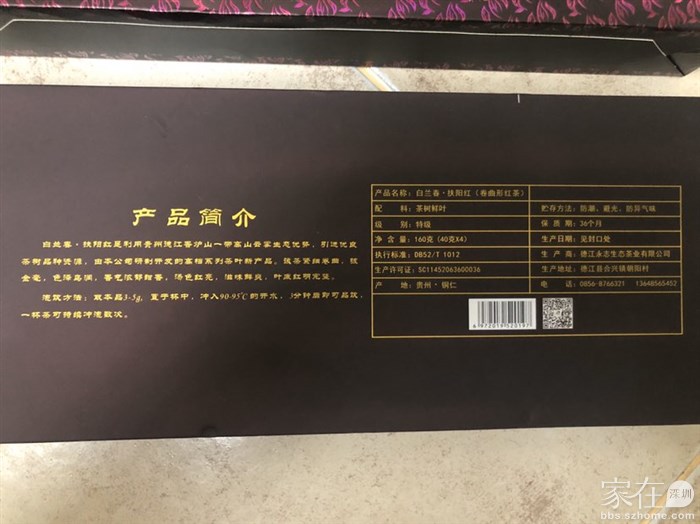 产品简介
白兰春·扶阳红是利用贵州德江香炉山一带高山云雾生态优势，引进优良
茶树品种资源，由本公司研制开发的高档系列茶叶新产品，该茶紧细卷曲，披
金毫，色泽乌润，香气浓郁甜香，汤色红亮，滋味鲜爽，叶底红明完整。
泡饮方法：取本品3-5g，置于杯中，冲入90-95℃的开水，3分钟后即可品饮，
一杯茶可持续冲泡数次。
产品名称：白兰春·扶阳红（卷曲形红茶）
配　　料：茶树鲜叶
贮存方法：防潮、避光、防异气味
级　　别：特级
保 质 期：36个月
净 含 量：160克（40克X4）
生产日期：见封口处
执行标准：DB52/T 1012
生 产 商：德江永志生态茶业有限公司
生产许可证：SC11452063600036
德江县合兴镇朝阳村
产　　地：贵州·铜仁
电　　话：0856-8766321 13648565452
6972019520197
家在深圳
bbs.szhome.com